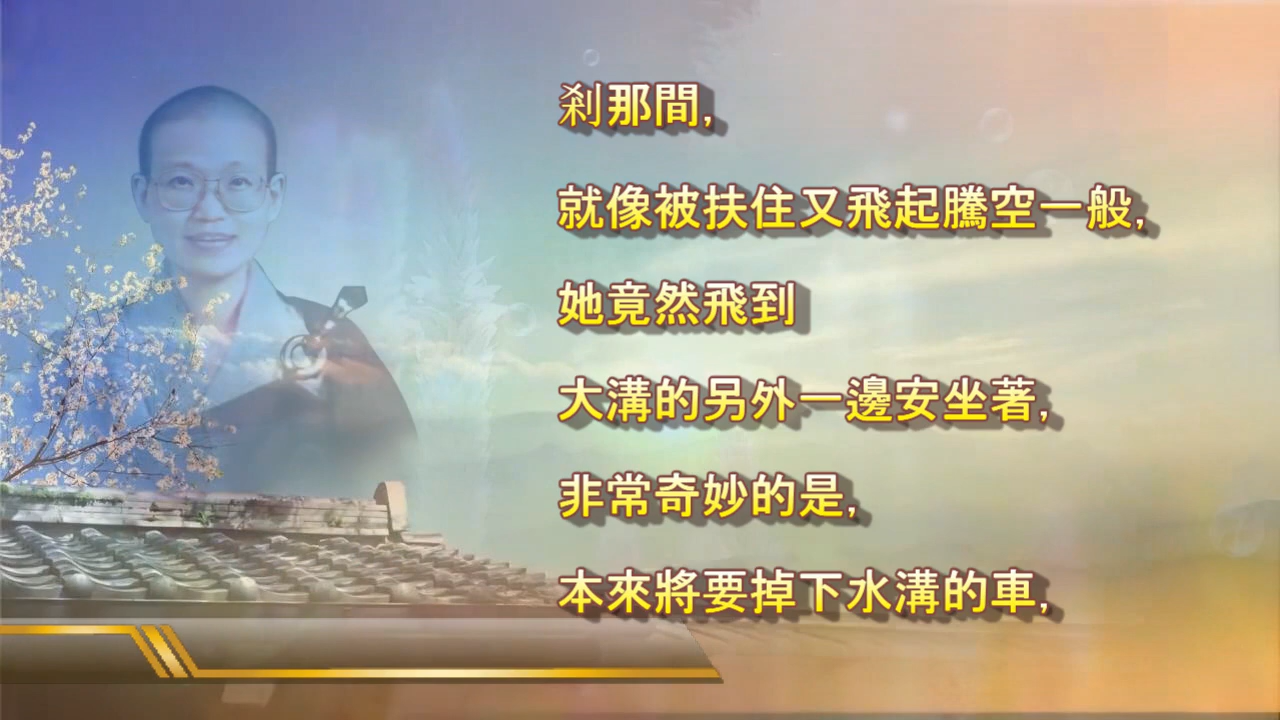 剎那間,
就像被扶住又飛起騰空一般,
她竟然飛到
大溝的另外一邊安坐著,
非常奇妙的是,
本來將要掉下水溝的車,